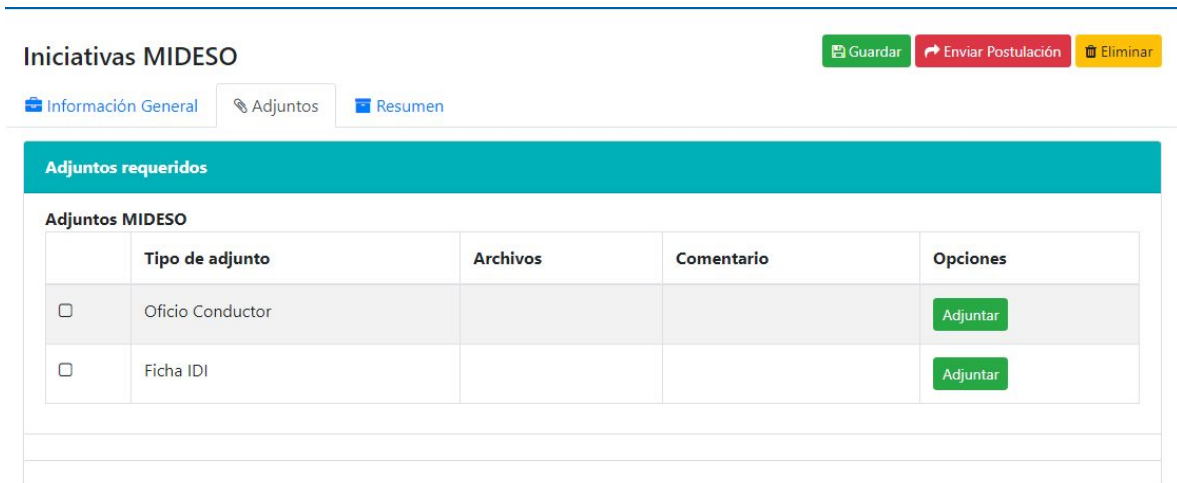 Iniciativas MIDESO
Guardar Enviar Postulación Eliminar
Información General Adjuntos Resumen
Adjuntos requeridos
Adjuntos MIDESO
Tipo de adjunto Archivos Comentario Opciones
Oficio Conductor Adjuntar
Ficha IDI Adjuntar